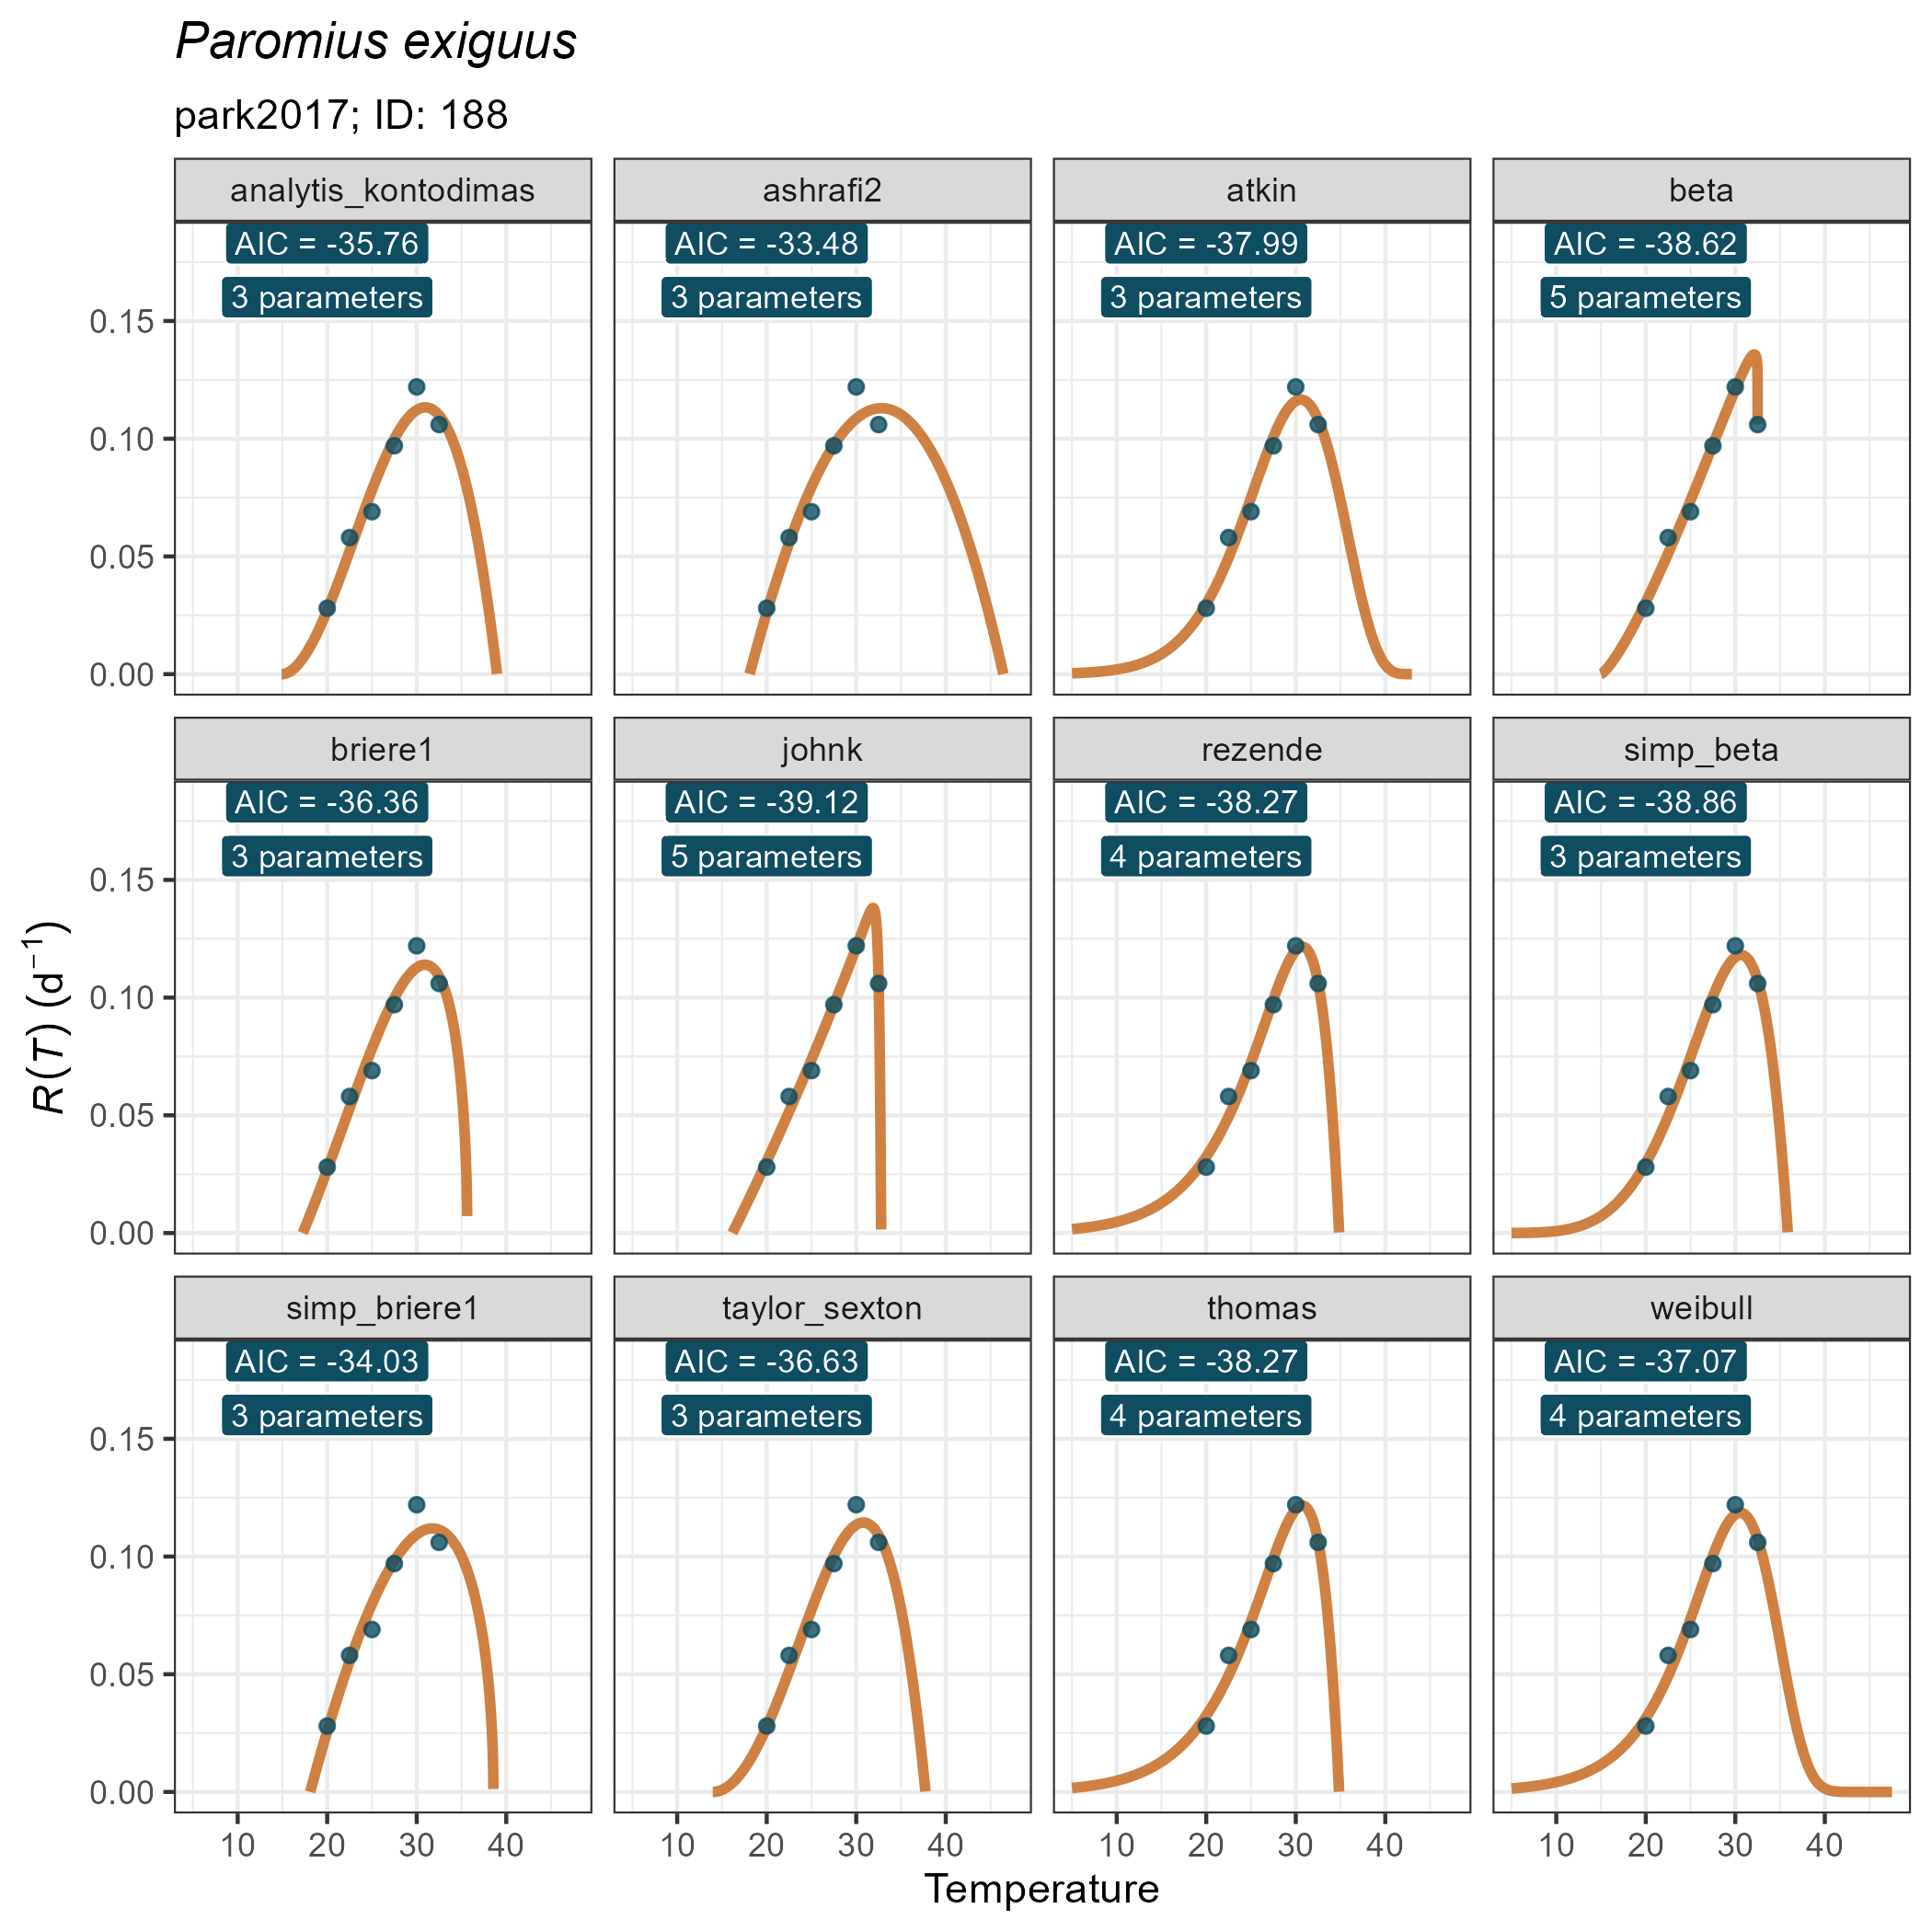 Paromius exiguus
park2017; ID: 188
analytis_kontodimas ashrafi2 atkin beta
AIC = -35.76 AIC = -33.48 AIC = -37.99 AIC = -38.62
3 parameters 3 parameters 3 parameters 5 parameters
0.15
0.10
0.05
0.00
briere1 johnk rezende simp_beta
AIC = -36.36 AIC = -39.12 AIC = -38.27 AIC = -38.86
3 parameters 5 parameters 4 parameters 3 parameters
0.15
0.10
0.05
0.00
R(T) (d⁻¹)
simp_briere1 taylor_sexton thomas weibull
AIC = -34.03 AIC = -36.63 AIC = -38.27 AIC = -37.07
3 parameters 3 parameters 4 parameters 4 parameters
0.15
0.10
0.05
0.00
10 20 30 40 10 20 30 40 10 20 30 40 10 20 30 40
Temperature